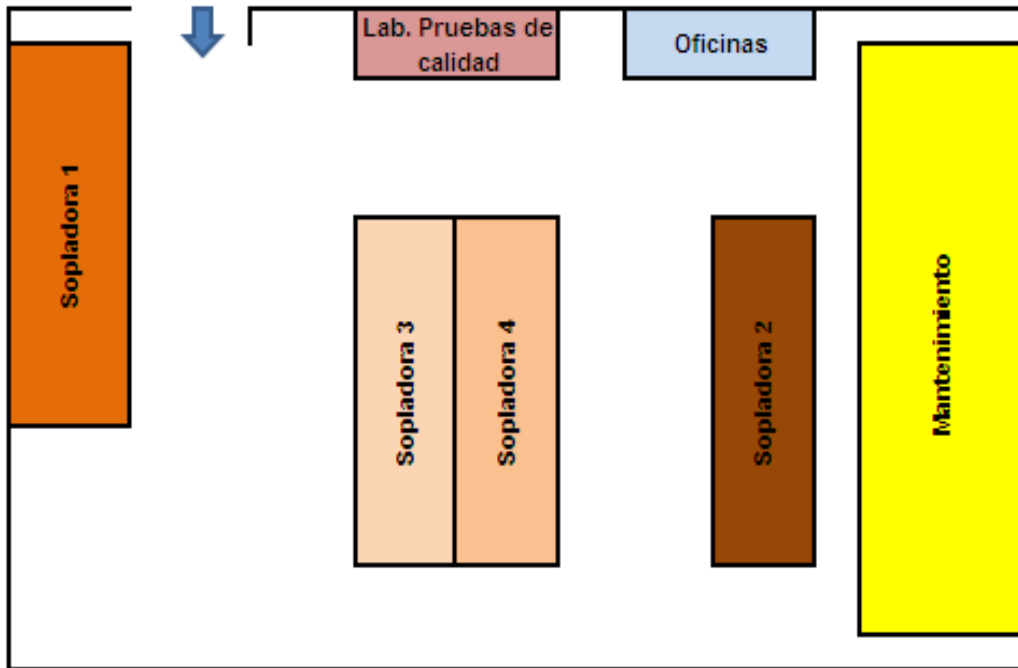 Lab. Pruebas de
calidad
Oficinas
Sopladora 1
Sopladora 3
Sopladora 4
Sopladora 2
Mantenimiento